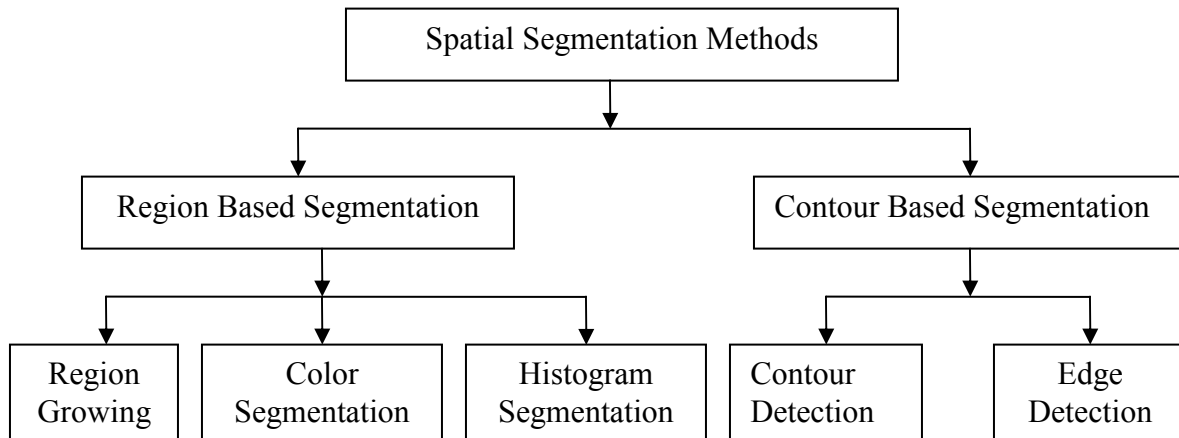 Spatial Segmentation Methods
Region Based Segmentation
Contour Based Segmentation
Region
Growing
Color
Segmentation
Histogram
Segmentation
Contour
Detection
Edge
Detection